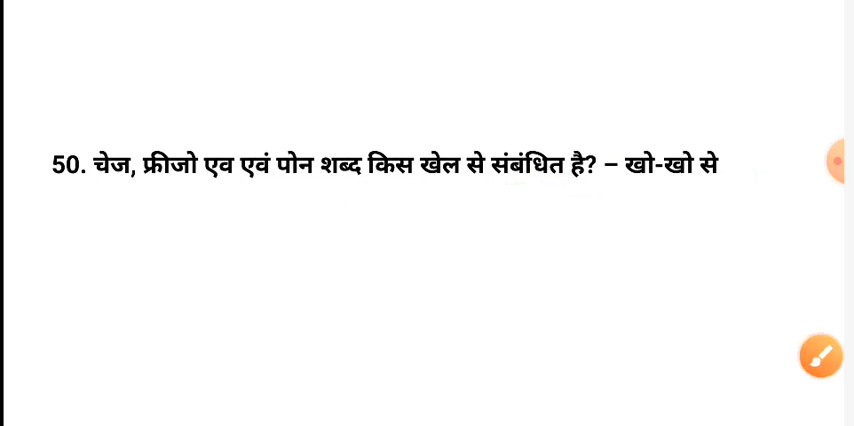 50. चेज, फ्रीजो एव एवं पोन शब्द किस खेल से संबंधित है? – खो-खो से